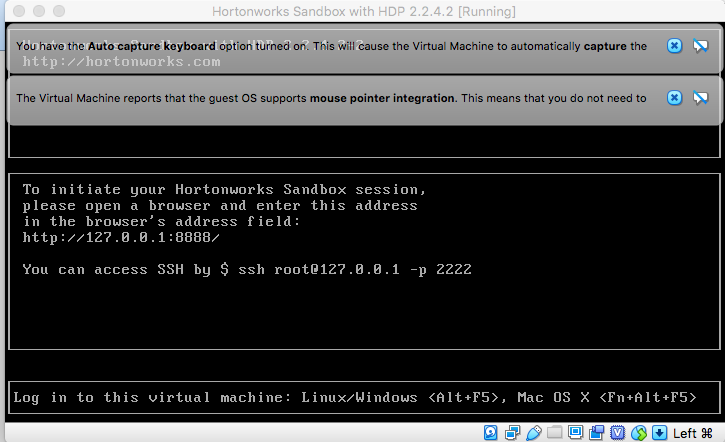 Hortonworks Sandbox with HDP 2.2.4.2 [Running]
You have the Auto capture keyboard option turned on. This will cause the Virtual Machine to automatically capture the
http://hortonworks.com
The Virtual Machine reports that the guest OS supports mouse pointer integration. This means that you do not need to
To initiate your Hortonworks Sandbox session,
please open a browser and enter this address
in the browser's address field:
http://127.0.0.1:8888/
You can access SSH by $ ssh root@127.0.0.1 -p 2222
Log in to this virtual machine: Linux/Windows <Alt+F5>, Mac OS X <Fn+Alt+F5>
Left ⌘